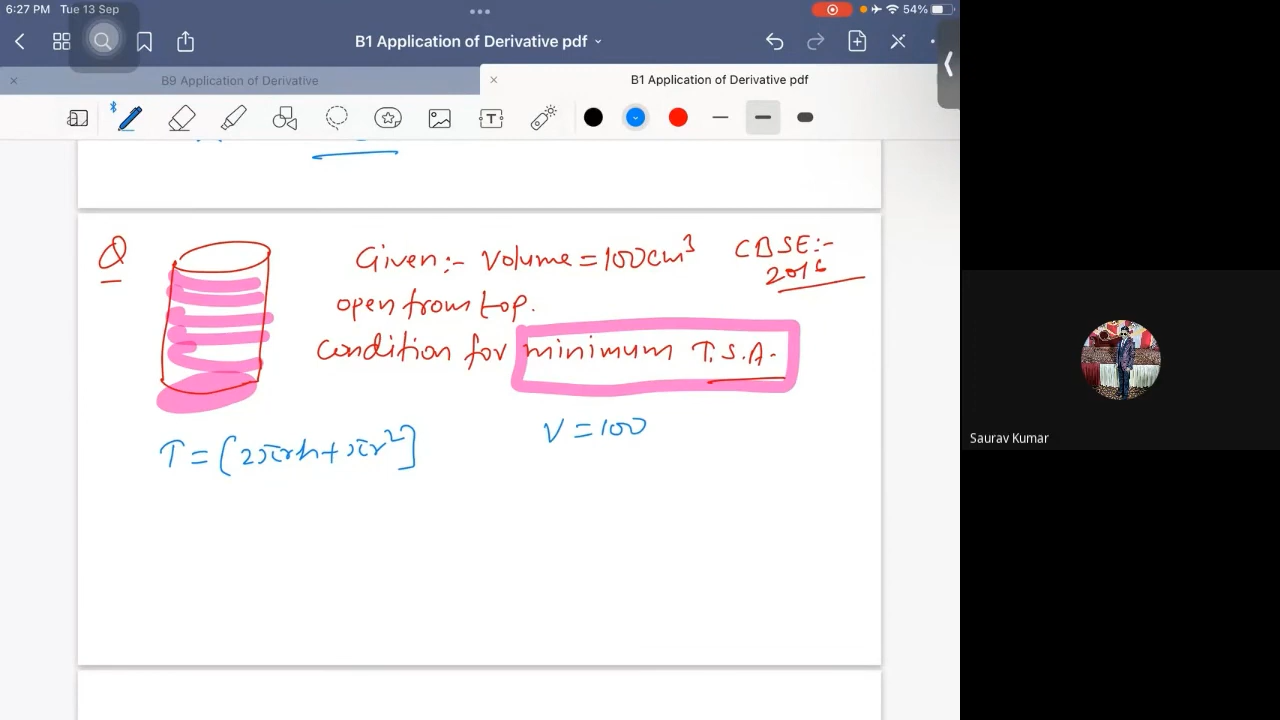 6:27 PM Tue 13 Sep
54%
B1 Application of Derivative pdf
B9 Application of Derivative
B1 Application of Derivative pdf
Q
Given:- Volume = 100cm³
CBSE:-
2016
open from top.
condition for minimum T.S.A.
V = 100
T = [2πrh + πr²]
Saurav Kumar